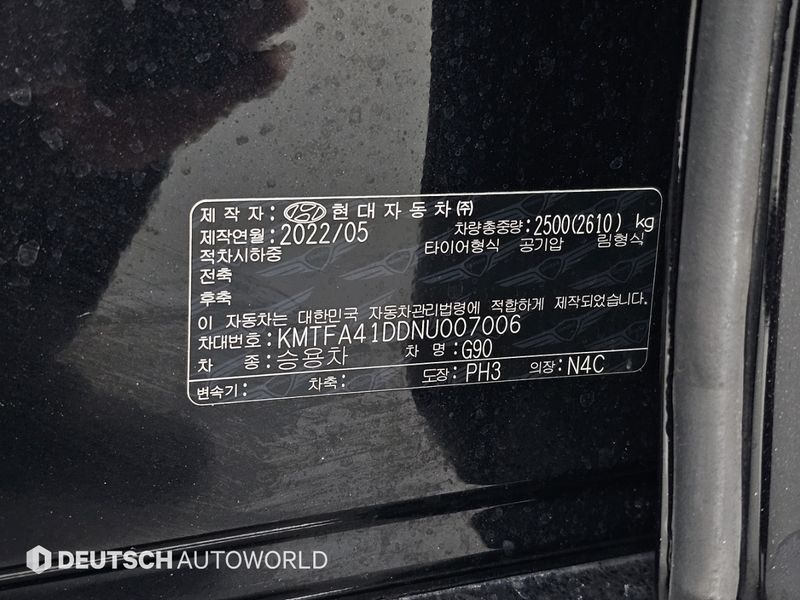 제 작 자 : 현대자동차㈜
제작연월 : 2022/05 차량총중량 : 2500(2610) kg
적차시하중 타이어형식 공기압 림형식
전축
후축
이 자동차는 대한민국 자동차관리법령에 적합하게 제작되었습니다.
차대번호 : KMTFA41DDNU007006
차 종 : 승용차 차 명 : G90
변속기 : 차축 : 도장 : PH3 의장 : N4C
DEUTSCH AUTOWORLD